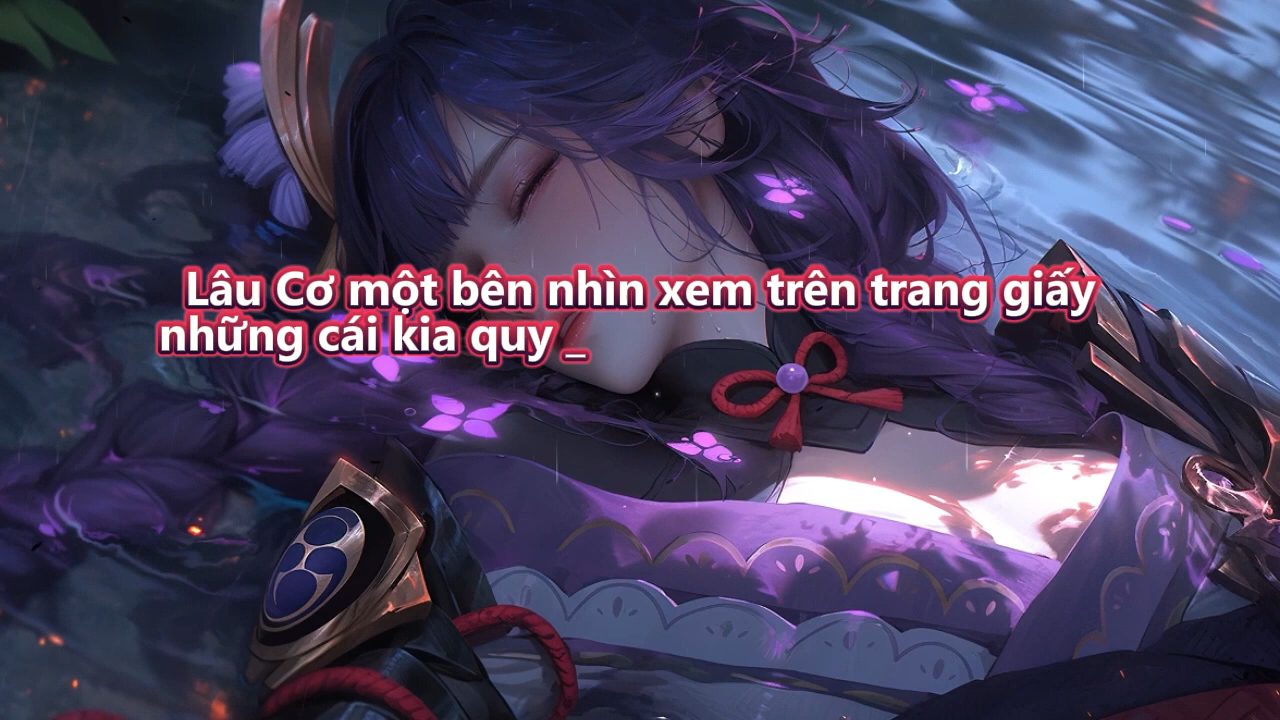 Lâu Cơ một bên nhìn xem trên trang giấy
những cái kia quy _